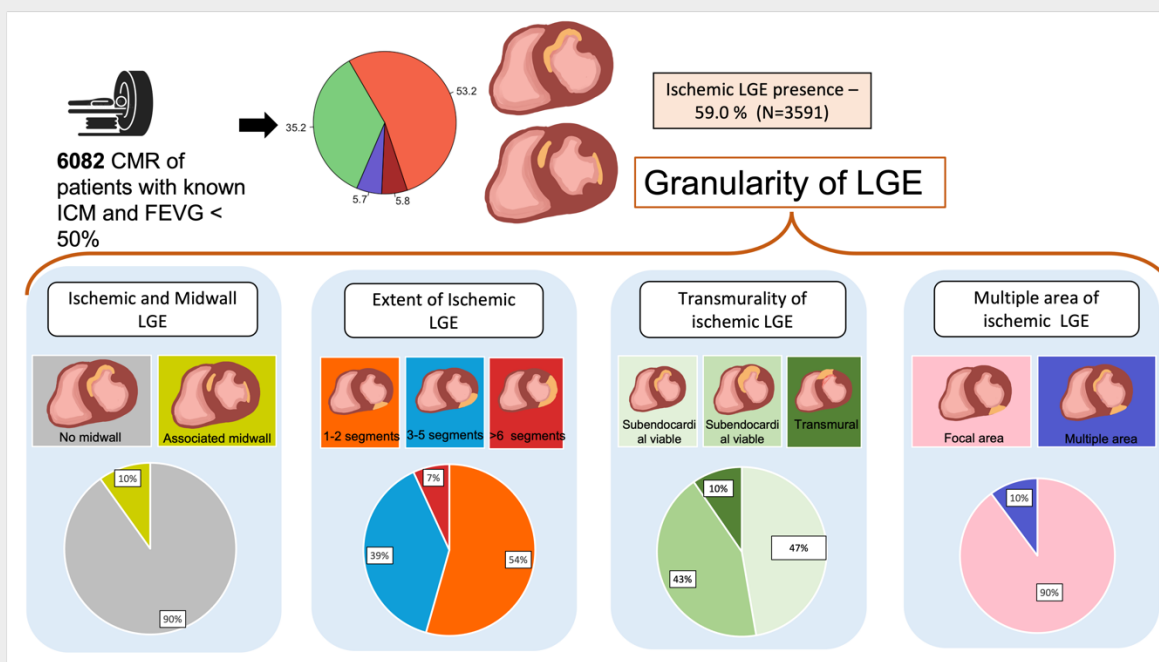 53.2
35.2
5.7
5.8
6082 CMR of
patients with known
ICM and FEVG <
50%
Ischemic LGE presence –
59.0 % (N=3591)
Granularity of LGE
Ischemic and Midwall
LGE
No midwall
Associated midwall
10%
90%
Extent of Ischemic
LGE
1-2 segments
3-5 segments
>6 segments
7%
39%
54%
Transmurality of
ischemic LGE
Subendocardi
al viable
Subendocardi
al viable
Transmural
10%
47%
43%
Multiple area of
ischemic LGE
Focal area
Multiple area
10%
90%